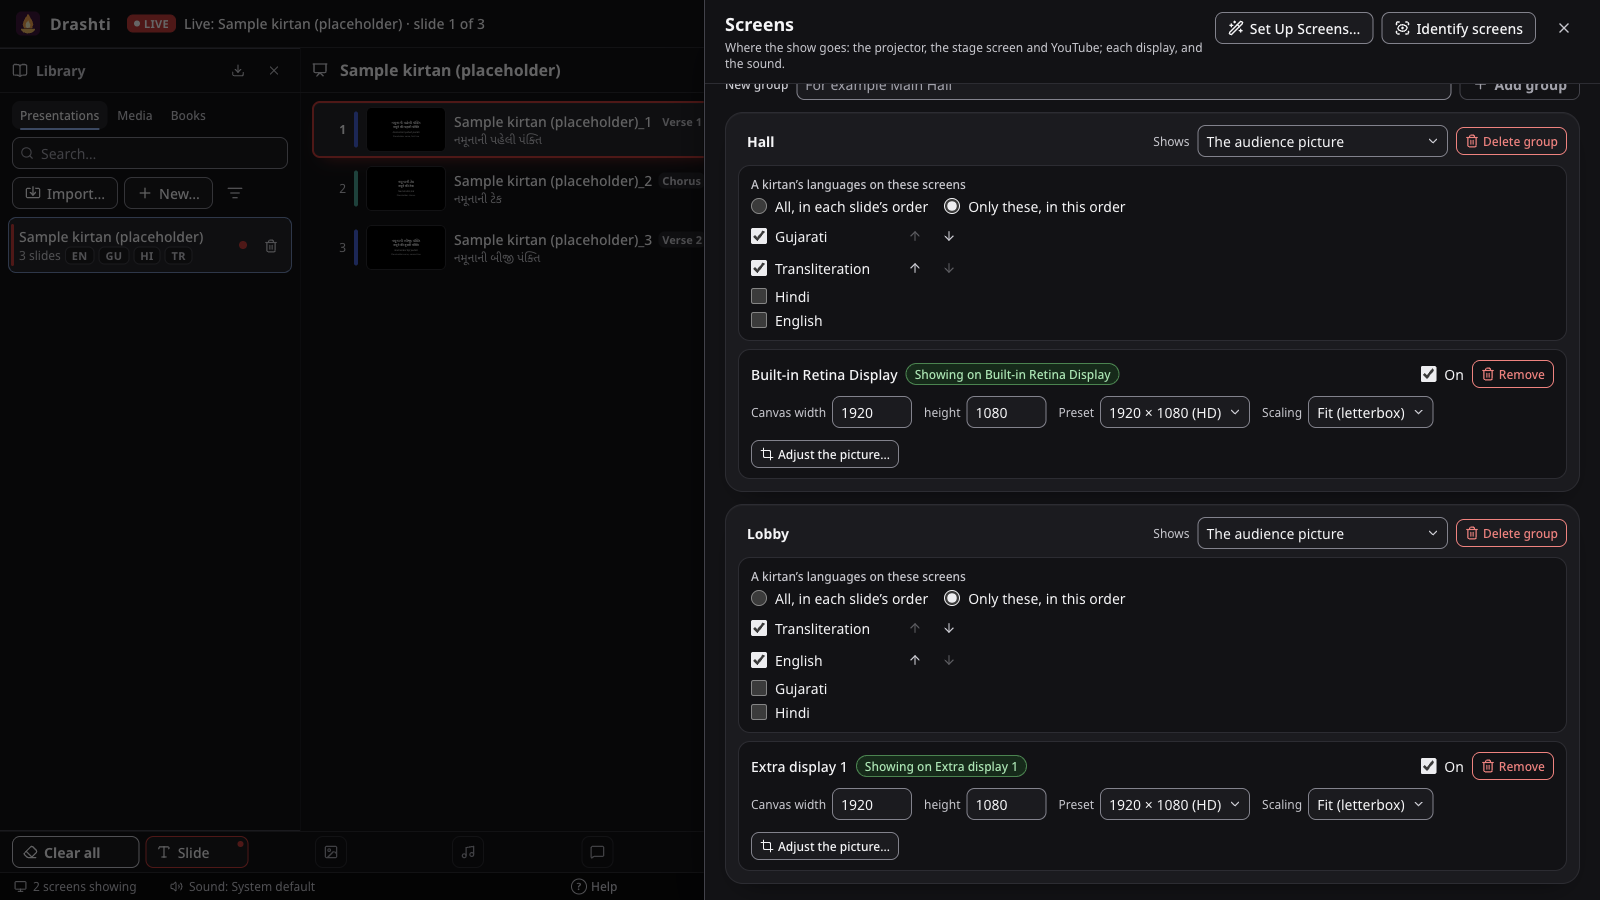 Drashti
LIVE
Live: Sample kirtan (placeholder) · slide 1 of 3
Library
Presentations
Media
Books
Search...
Import...
New...
Sample kirtan (placeholder)
3 slides
EN
GU
HI
TR
Sample kirtan (placeholder)
1
Sample kirtan (placeholder)_1
Verse 1
નમૂનાની પહેલી પંક્તિ
2
Sample kirtan (placeholder)_2
Chorus
નમૂનાની ટેક
3
Sample kirtan (placeholder)_3
Verse 2
નમૂનાની બીજી પંક્તિ
Clear all
Slide
2 screens showing
Sound: System default
Help
Screens
Where the show goes: the projector, the stage screen and YouTube; each display, and
the sound.
Set Up Screens...
Identify screens
New group
For example Main Hall
Add group
Hall
Shows
The audience picture
Delete group
A kirtan’s languages on these screens
All, in each slide’s order
Only these, in this order
Gujarati
Transliteration
Hindi
English
Built-in Retina Display
Showing on Built-in Retina Display
On
Remove
Canvas width
1920
height
1080
Preset
1920 × 1080 (HD)
Scaling
Fit (letterbox)
Adjust the picture...
Lobby
Shows
The audience picture
Delete group
A kirtan’s languages on these screens
All, in each slide’s order
Only these, in this order
Transliteration
English
Gujarati
Hindi
Extra display 1
Showing on Extra display 1
On
Remove
Canvas width
1920
height
1080
Preset
1920 × 1080 (HD)
Scaling
Fit (letterbox)
Adjust the picture...